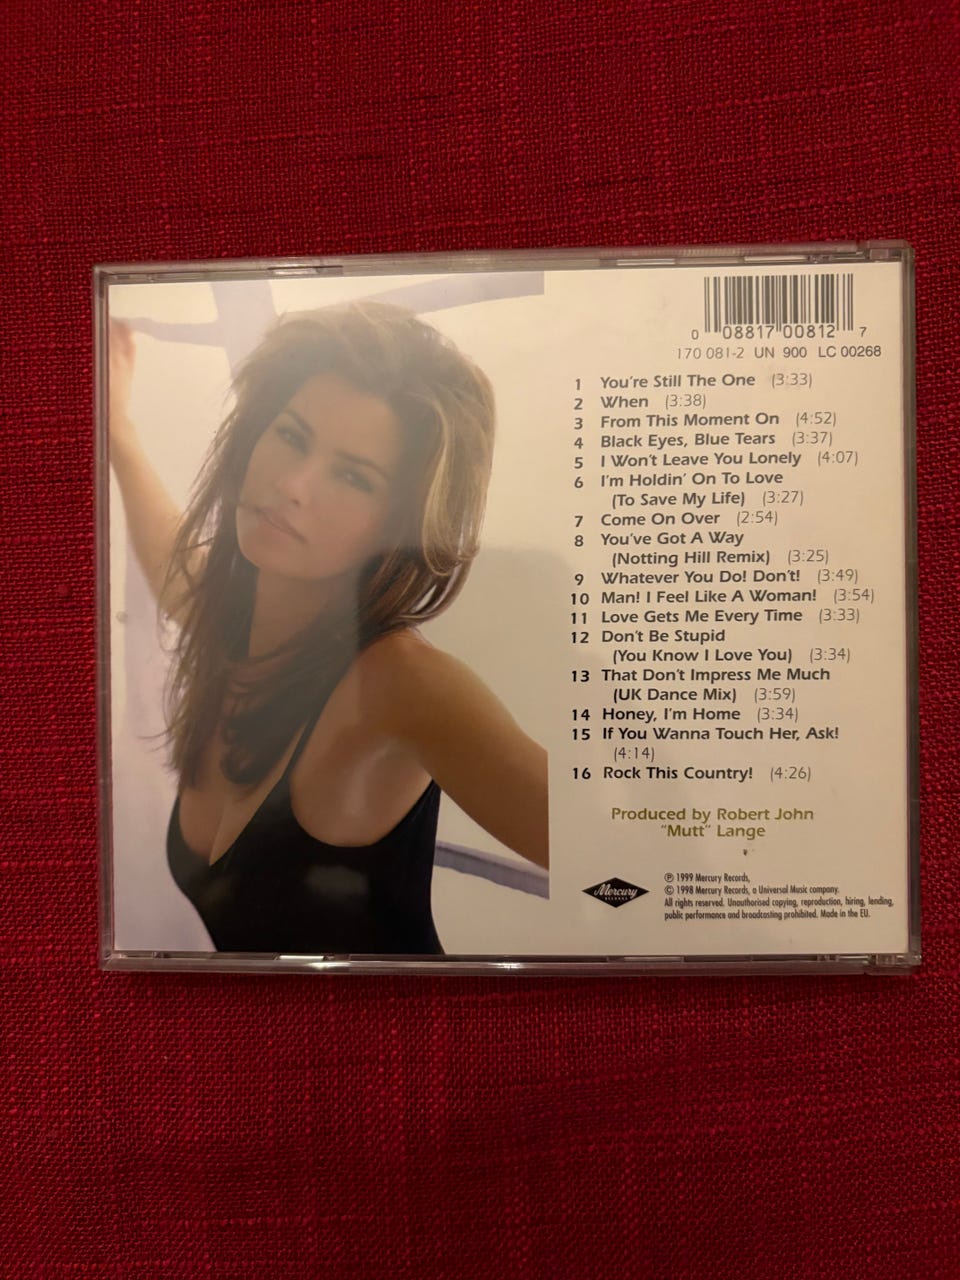 0 08817 00812 7
170 081-2 UN 900 LC 00268
1 You're Still The One (3:33)
2 When (3:38)
3 From This Moment On (4:52)
4 Black Eyes, Blue Tears (3:37)
5 I Won't Leave You Lonely (4:07)
6 I'm Holdin' On To Love
(To Save My Life) (3:27)
7 Come On Over (2:54)
8 You've Got A Way
(Notting Hill Remix) (3:25)
9 Whatever You Do! Don't! (3:49)
10 Man! I Feel Like A Woman! (3:54)
11 Love Gets Me Every Time (3:33)
12 Don't Be Stupid
(You Know I Love You) (3:34)
13 That Don't Impress Me Much
(UK Dance Mix) (3:59)
14 Honey, I'm Home (3:34)
15 If You Wanna Touch Her, Ask!
(4:14)
16 Rock This Country! (4:26)
Produced by Robert John
"Mutt" Lange
Mercury
RECORDS
℗ 1999 Mercury Records,
© 1998 Mercury Records, a Universal Music company.
All rights reserved. Unauthorised copying, reproduction, hiring, lending,
public performance and broadcasting prohibited. Made in the EU.